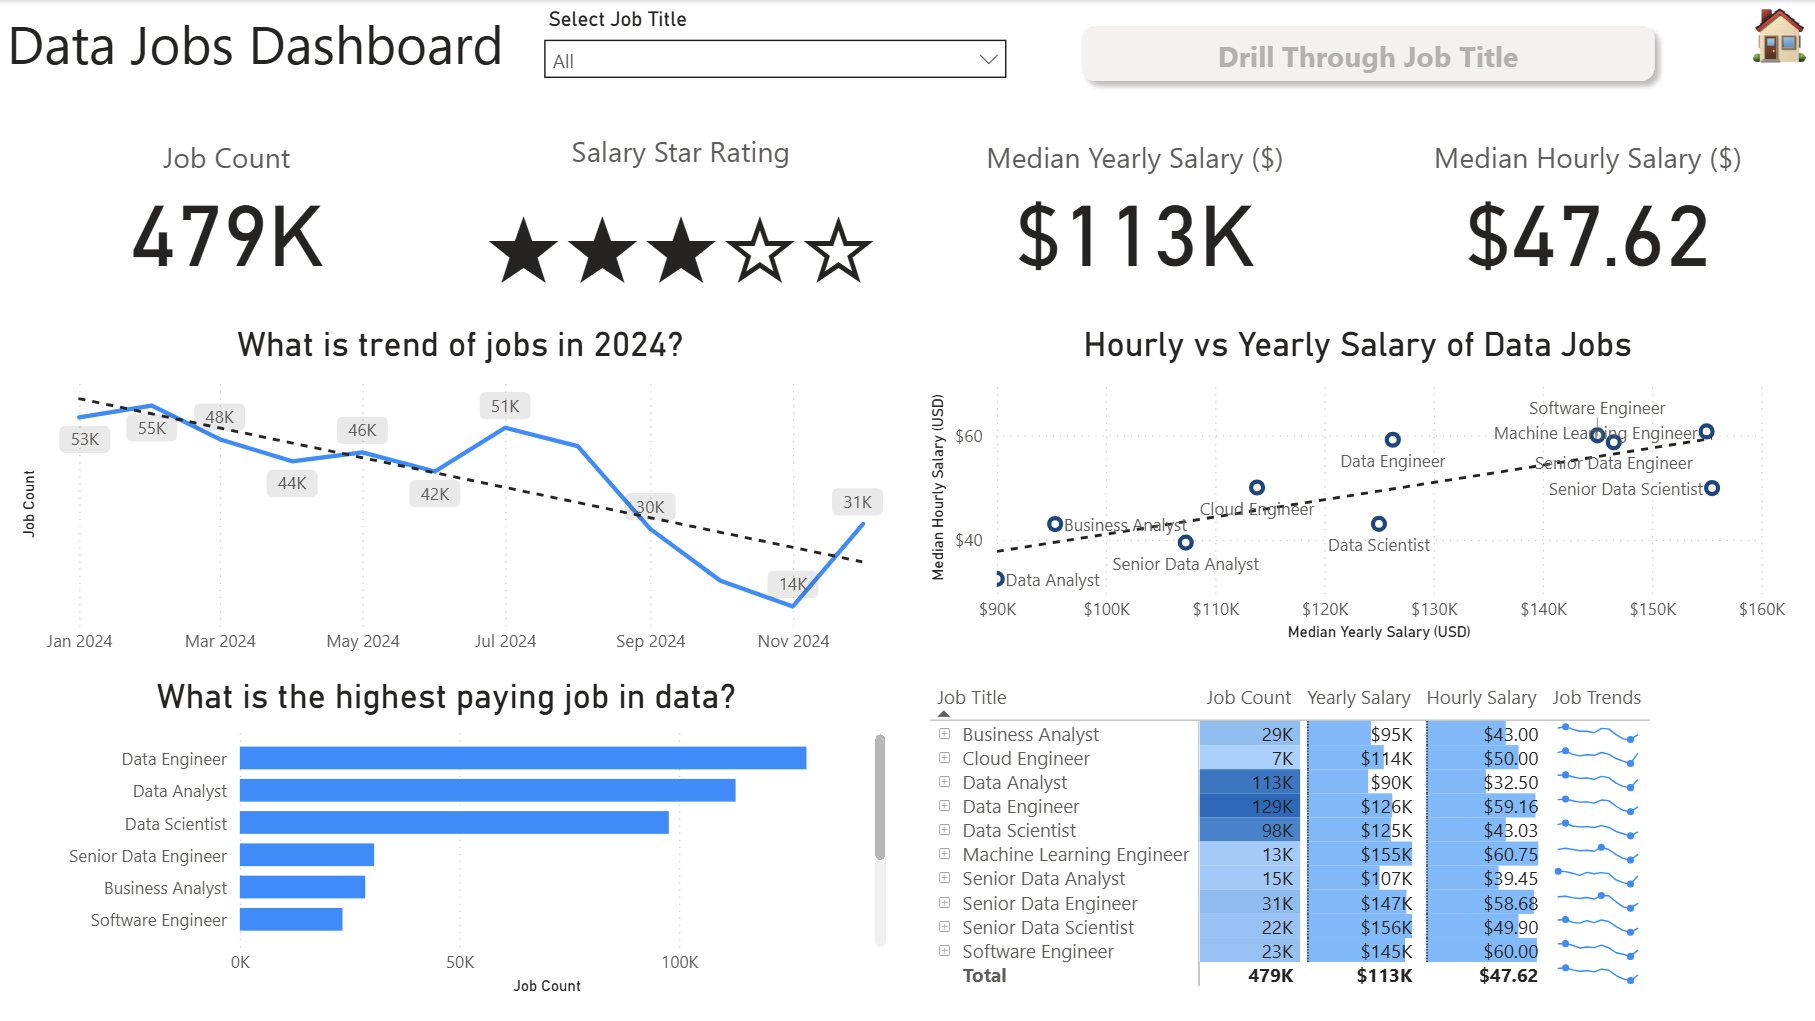 Data Jobs Dashboard
Select Job Title
All
Drill Through Job Title
Job Count
Salary Star Rating
Median Yearly Salary ($)
Median Hourly Salary ($)
479K
★★★☆☆
$113K
$47.62
What is trend of jobs in 2024?
Job Count
53K
55K
48K
44K
46K
42K
51K
30K
14K
31K
Jan 2024
Mar 2024
May 2024
Jul 2024
Sep 2024
Nov 2024
Hourly vs Yearly Salary of Data Jobs
Median Hourly Salary (USD)
$60
$40
Software Engineer
Machine Learning Engineer
Data Engineer
Senior Data Engineer
Senior Data Scientist
Cloud Engineer
Business Analyst
Data Scientist
Senior Data Analyst
Data Analyst
$90K
$100K
$110K
$120K
$130K
$140K
$150K
$160K
Median Yearly Salary (USD)
What is the highest paying job in data?
Data Engineer
Data Analyst
Data Scientist
Senior Data Engineer
Business Analyst
Software Engineer
0K
50K
100K
Job Count
Job Title Job Count Yearly Salary Hourly Salary Job Trends
Business Analyst 29K $95K $43.00
Cloud Engineer 7K $114K $50.00
Data Analyst 113K $90K $32.50
Data Engineer 129K $126K $59.16
Data Scientist 98K $125K $43.03
Machine Learning Engineer 13K $155K $60.75
Senior Data Analyst 15K $107K $39.45
Senior Data Engineer 31K $147K $58.68
Senior Data Scientist 22K $156K $49.90
Software Engineer 23K $145K $60.00
Total 479K $113K $47.62